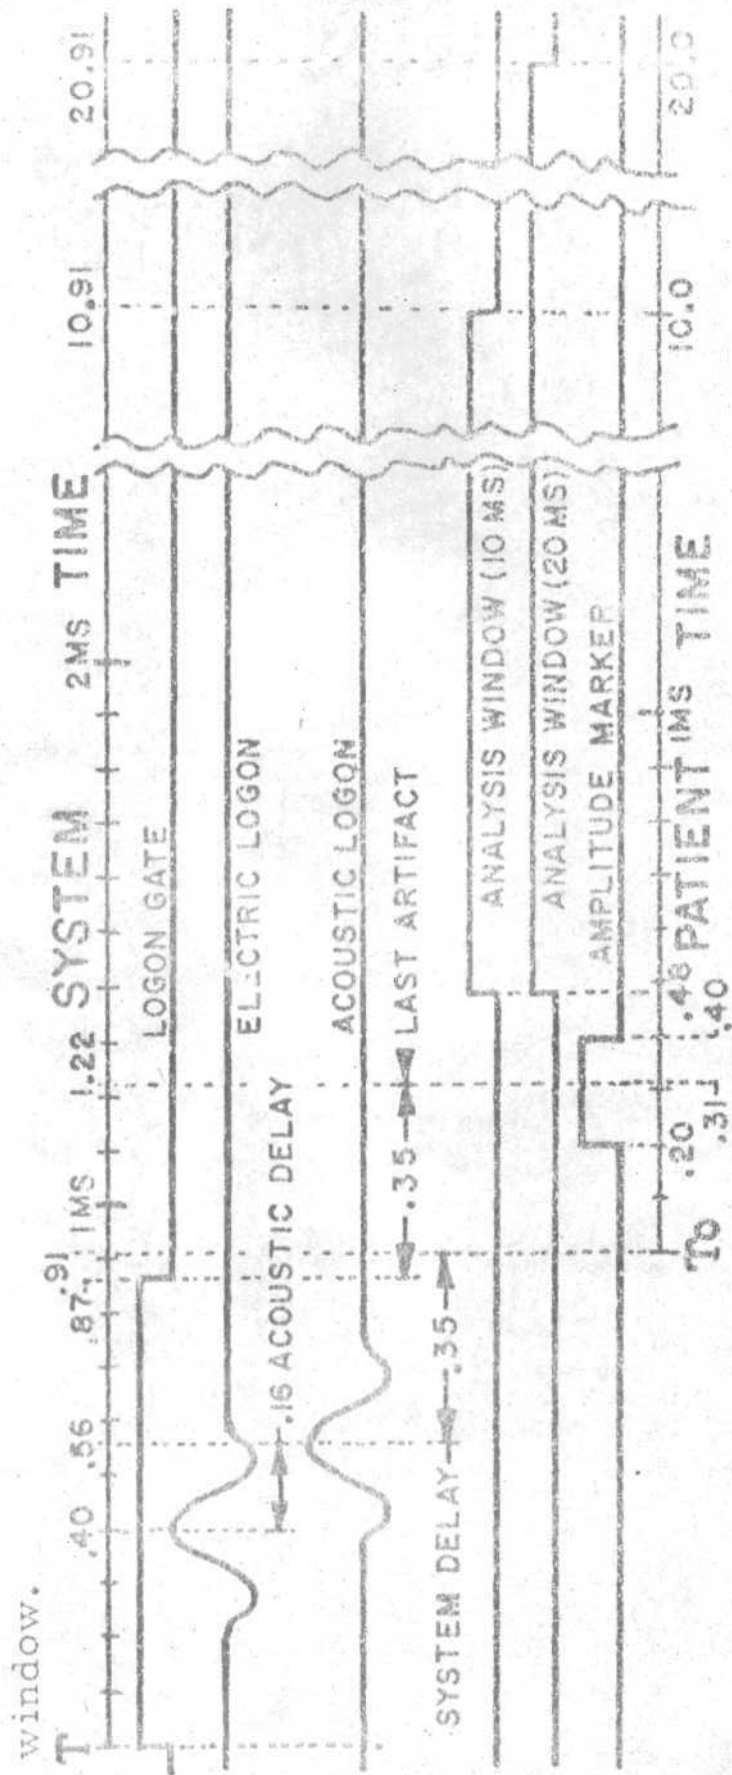 window.
SYSTEM TIME
T .40 .56 .87 .91 1MS 1.22 2MS 10.91 20.91
LOGON GATE
ELECTRIC LOGON
.16 ACOUSTIC DELAY
ACOUSTIC LOGON
.35 LAST ARTIFACT
SYSTEM DELAY .35
ANALYSIS WINDOW (10 MS)
ANALYSIS WINDOW (20MS)
AMPLITUDE MARKER
To .20 .31 .40 .48 1MS 10.0 20.0
PATIENT TIME